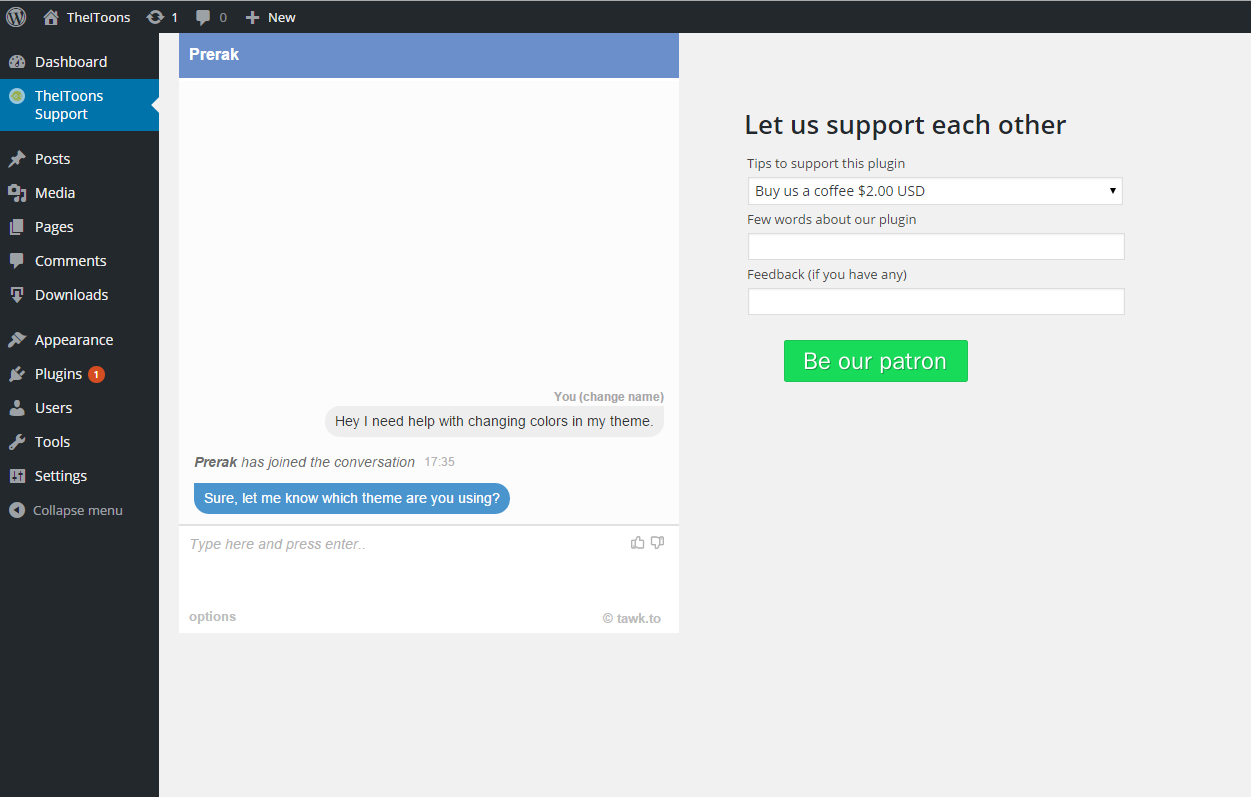 TheIToons 1 0 New
Dashboard
TheIToons
Support
Posts
Media
Pages
Comments
Downloads
Appearance
Plugins 1
Users
Tools
Settings
Collapse menu
Prerak
You (change name)
Hey I need help with changing colors in my theme.
Prerak has joined the conversation 17:35
Sure, let me know which theme are you using?
Type here and press enter..
options
© tawk.to
Let us support each other
Tips to support this plugin
Buy us a coffee $2.00 USD
Few words about our plugin
Feedback (if you have any)
Be our patron